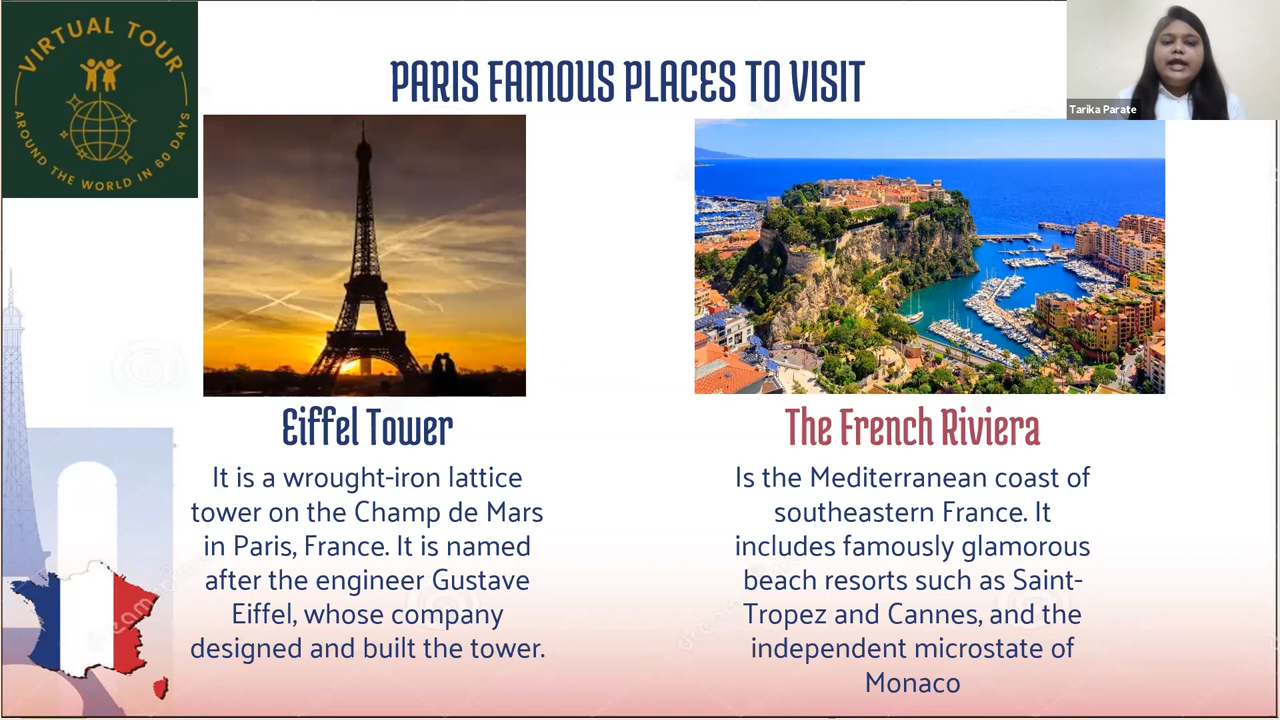 VIRTUAL TOUR
AROUND THE WORLD IN 60 DAYS
PARIS FAMOUS PLACES TO VISIT
Tarika Parate
Eiffel Tower
It is a wrought-iron lattice
tower on the Champ de Mars
in Paris, France. It is named
after the engineer Gustave
Eiffel, whose company
designed and built the tower.
The French Riviera
Is the Mediterranean coast of
southeastern France. It
includes famously glamorous
beach resorts such as Saint-
Tropez and Cannes, and the
independent microstate of
Monaco